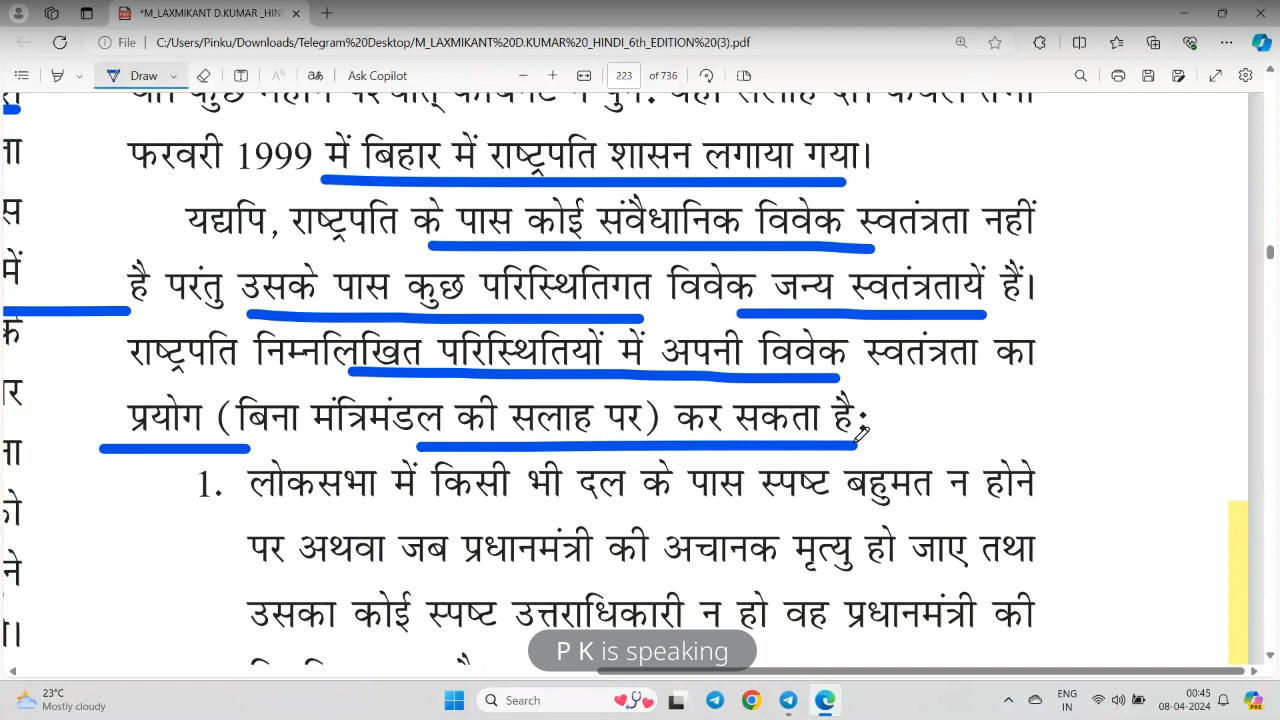 *M_LAXMIKANT D.KUMAR _HIN
File C:/Users/Pinku/Downloads/Telegram%20Desktop/M_LAXMIKANT%20D.KUMAR%20_HINDI_6th_EDITION%20(3).pdf
Draw Ask Copilot 223 of 736
फरवरी 1999 में बिहार में राष्ट्रपति शासन लगाया गया।
यद्यपि, राष्ट्रपति के पास कोई संवैधानिक विवेक स्वतंत्रता नहीं
है परंतु उसके पास कुछ परिस्थितिगत विवेक जन्य स्वतंत्रतायें हैं।
राष्ट्रपति निम्नलिखित परिस्थितियों में अपनी विवेक स्वतंत्रता का
प्रयोग (बिना मंत्रिमंडल की सलाह पर) कर सकता है:
1. लोकसभा में किसी भी दल के पास स्पष्ट बहुमत न होने
पर अथवा जब प्रधानमंत्री की अचानक मृत्यु हो जाए तथा
उसका कोई स्पष्ट उत्तराधिकारी न हो वह प्रधानमंत्री की
P K is speaking
23°C
Mostly cloudy
Search
ENG
IN
00:45
08-04-2024